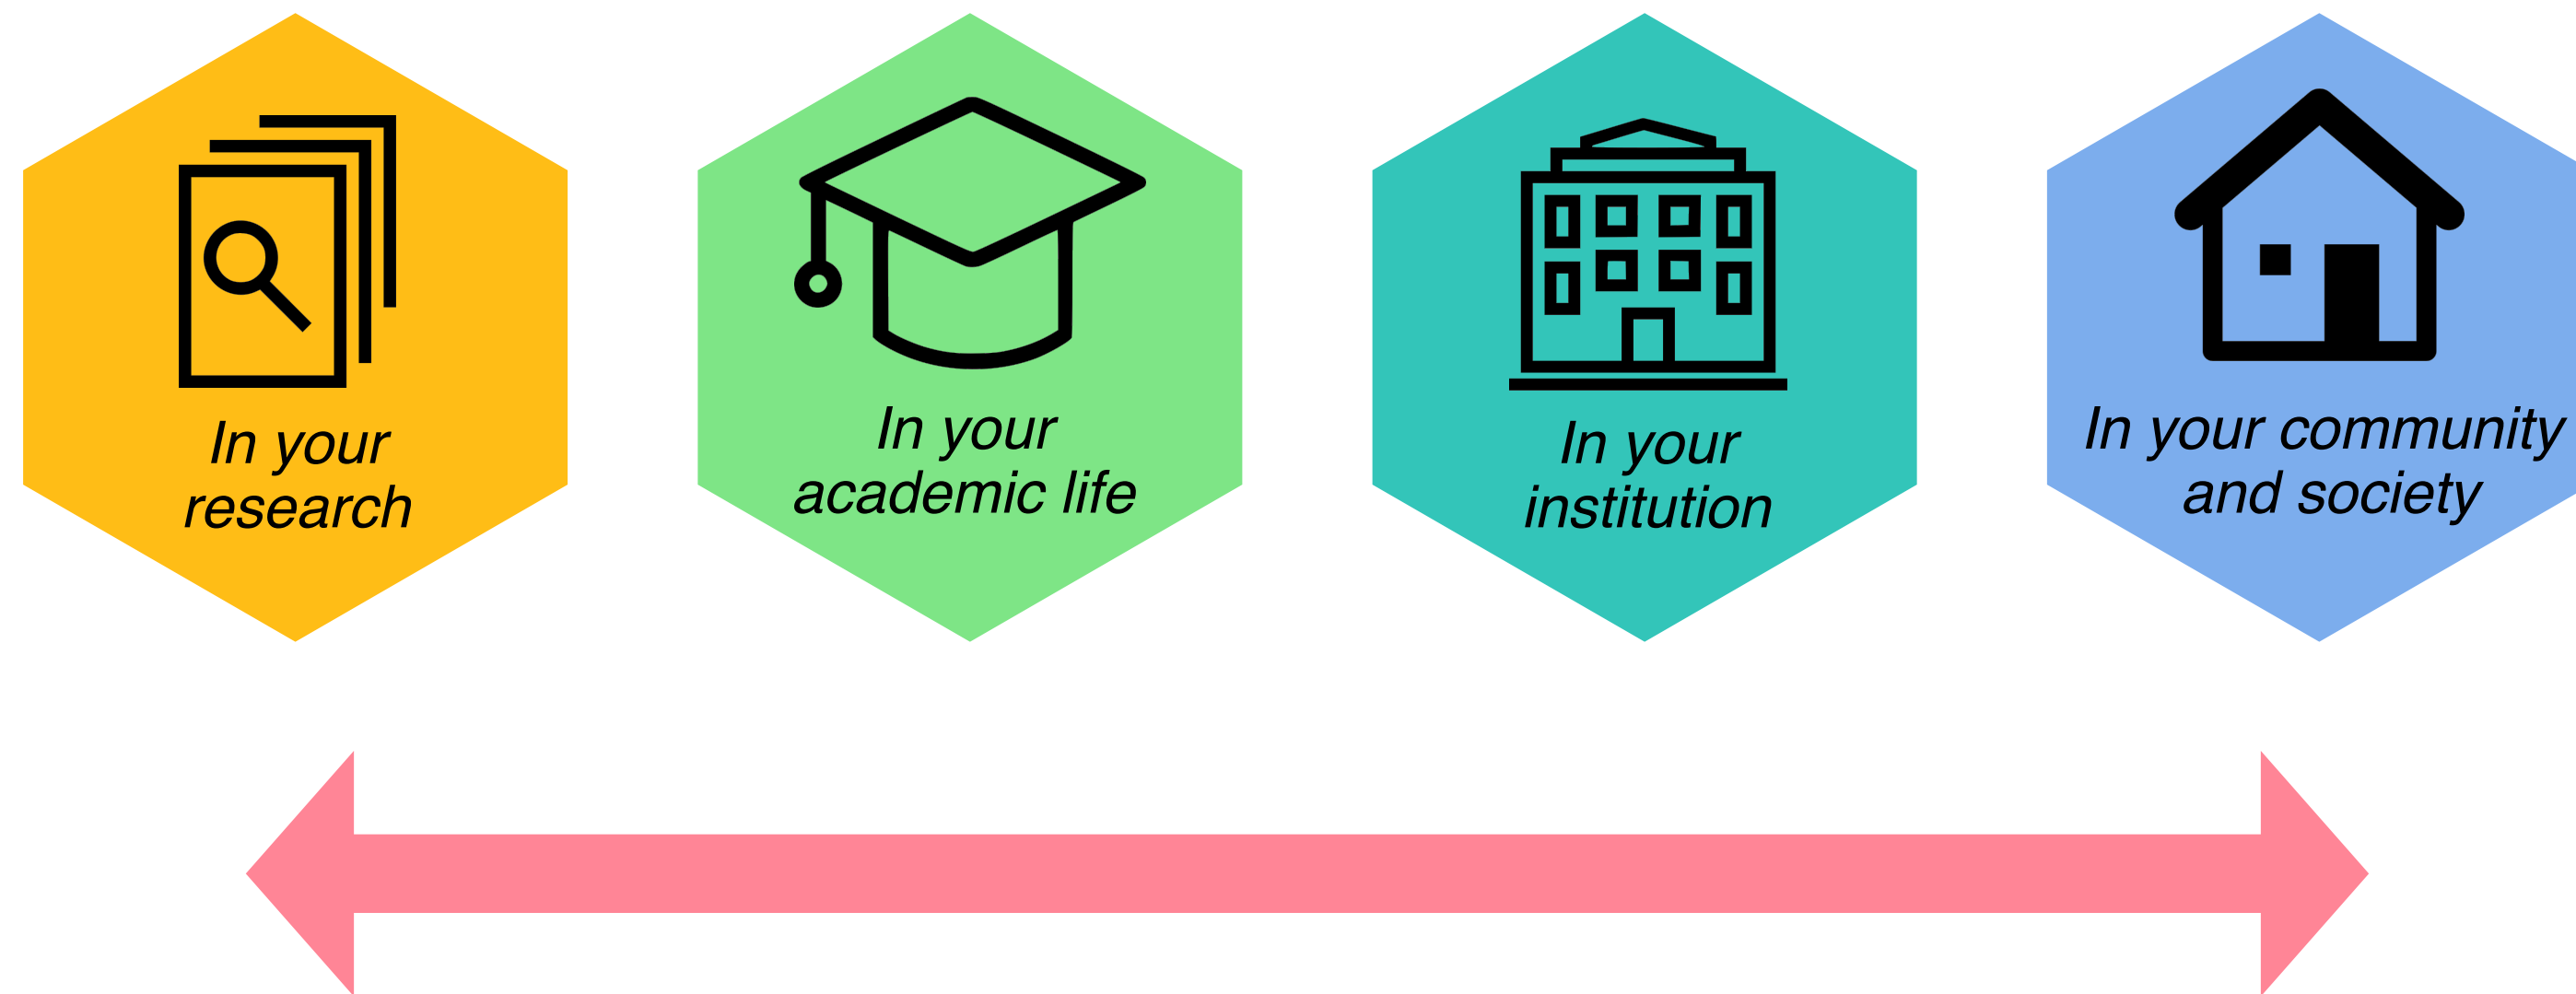 In your
research
In your
academic life
In your
institution
In your community
and society